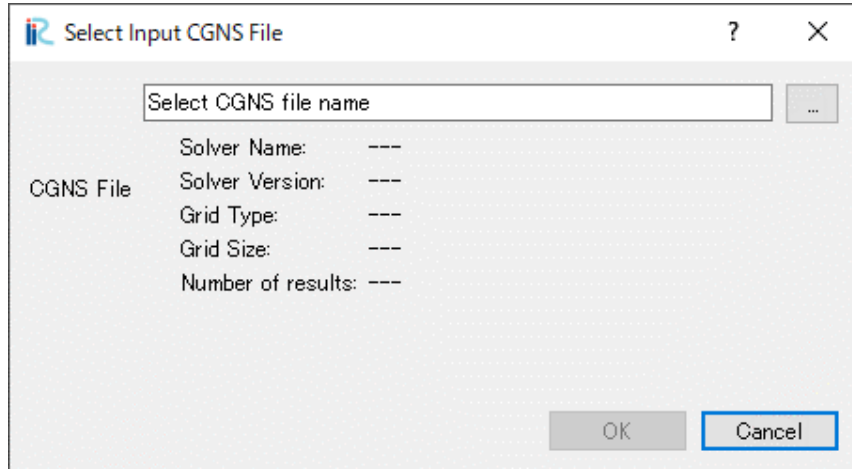 iRIC Select Input CGNS File ? ×
Select CGNS file name ...
CGNS File
Solver Name: ---
Solver Version: ---
Grid Type: ---
Grid Size: ---
Number of results: ---
OK Cancel